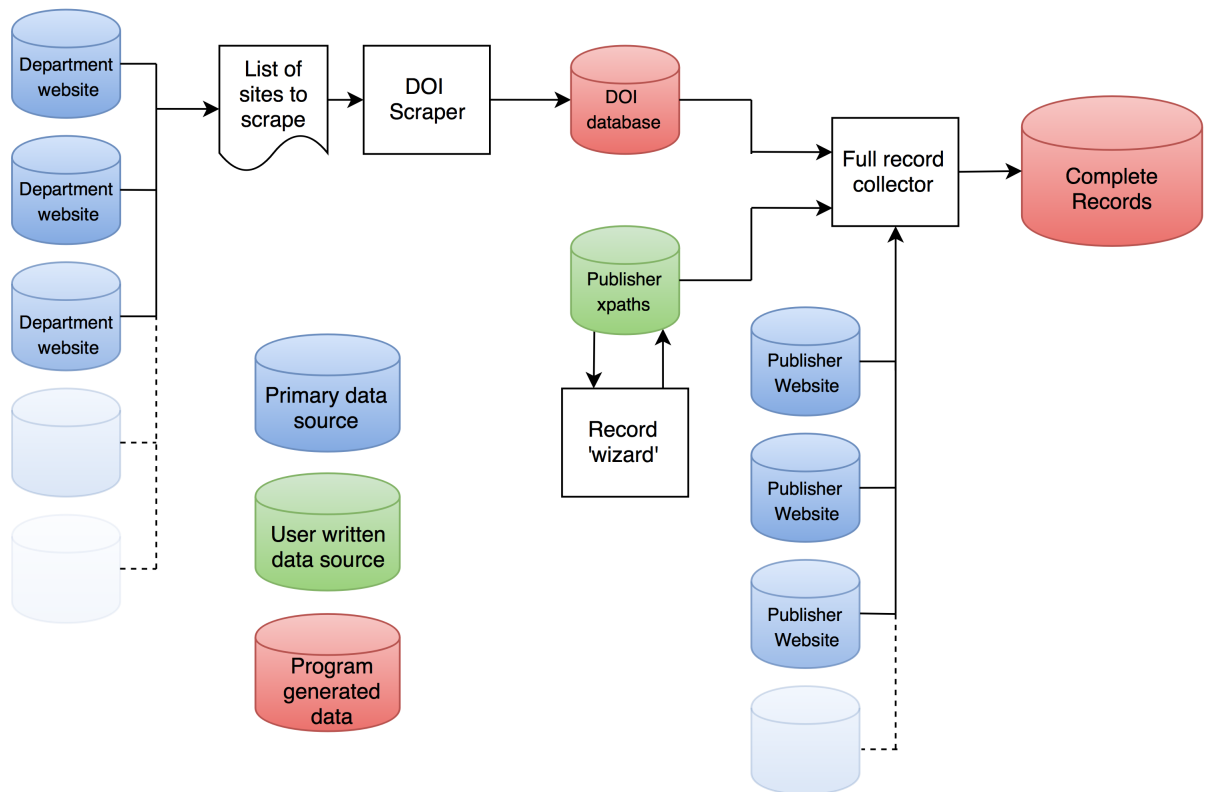 Department
website
List of
sites to
scrape
DOI
Scraper
DOI
database
Full record
collector
Complete
Records
Department
website
Department
website
Publisher
xpaths
Record
'wizard'
Primary data
source
User written
data source
Program
generated
data
Publisher
Website
Publisher
Website
Publisher
Website